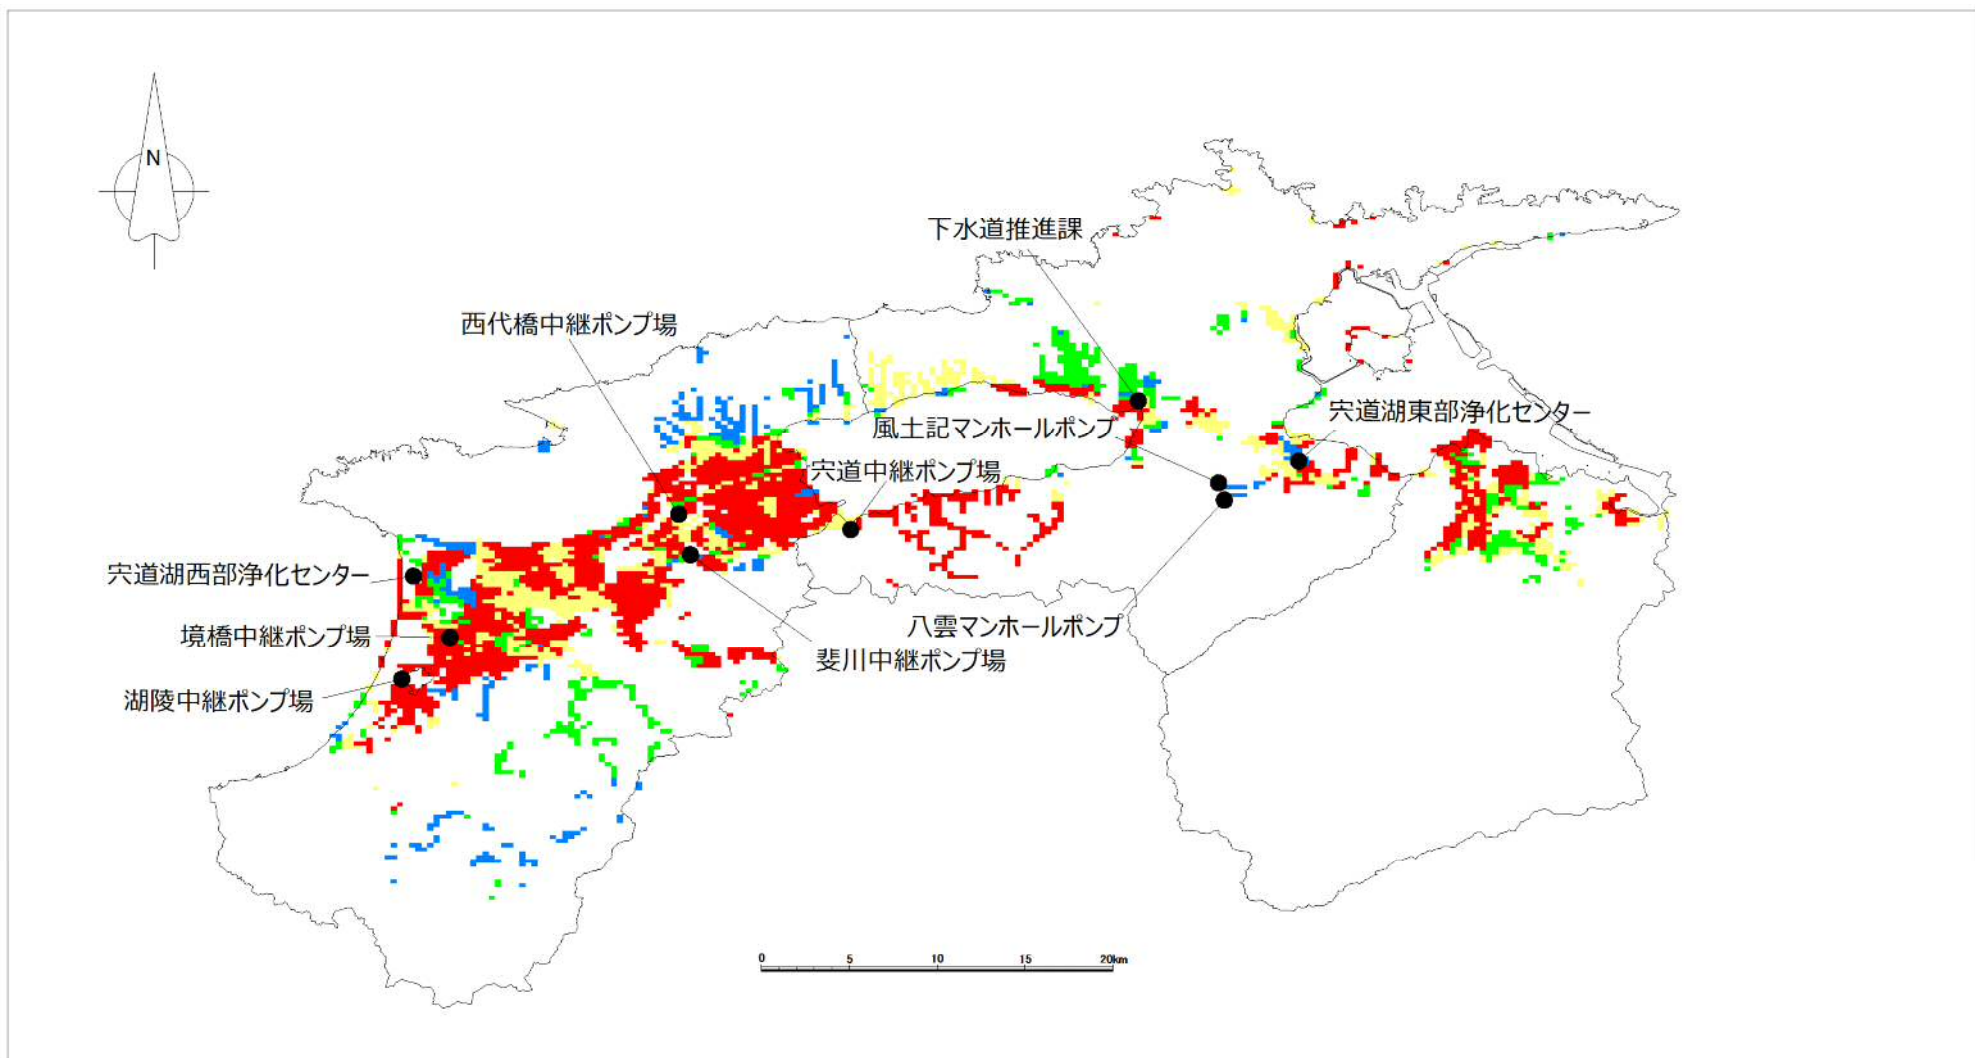 N
下水道推進課
西代橋中継ポンプ場
宍道湖東部浄化センター
風土記マンホールポンプ
宍道中継ポンプ場
宍道湖西部浄化センター
境橋中継ポンプ場
八雲マンホールポンプ
斐川中継ポンプ場
湖陵中継ポンプ場
0 5 10 15 20km